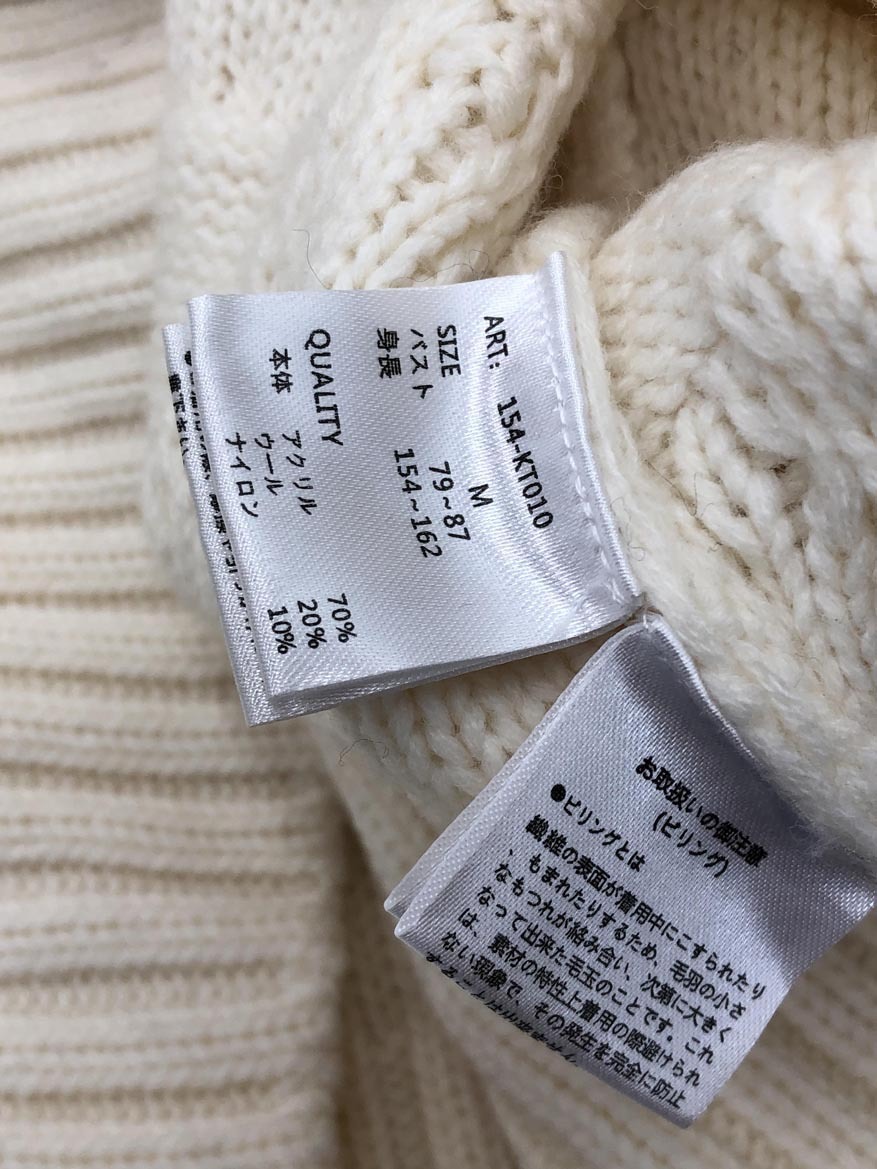 ART: 154-KT010
SIZE M
バスト 79~87
身長 154~162
QUALITY
本体 アクリル 70%
ウール 20%
ナイロン 10%
お取扱いの御注意
(ピリング)
●ピリングとは
繊維の表面が着用中にこすられたり
、もまれたりするため、毛羽の小さ
なもつれが絡み合い、次箱に大きく
なって出来た毛玉のことです。これ
は、素材の特性上着用の際避けられ
ない現象で、その発生を完全に防止